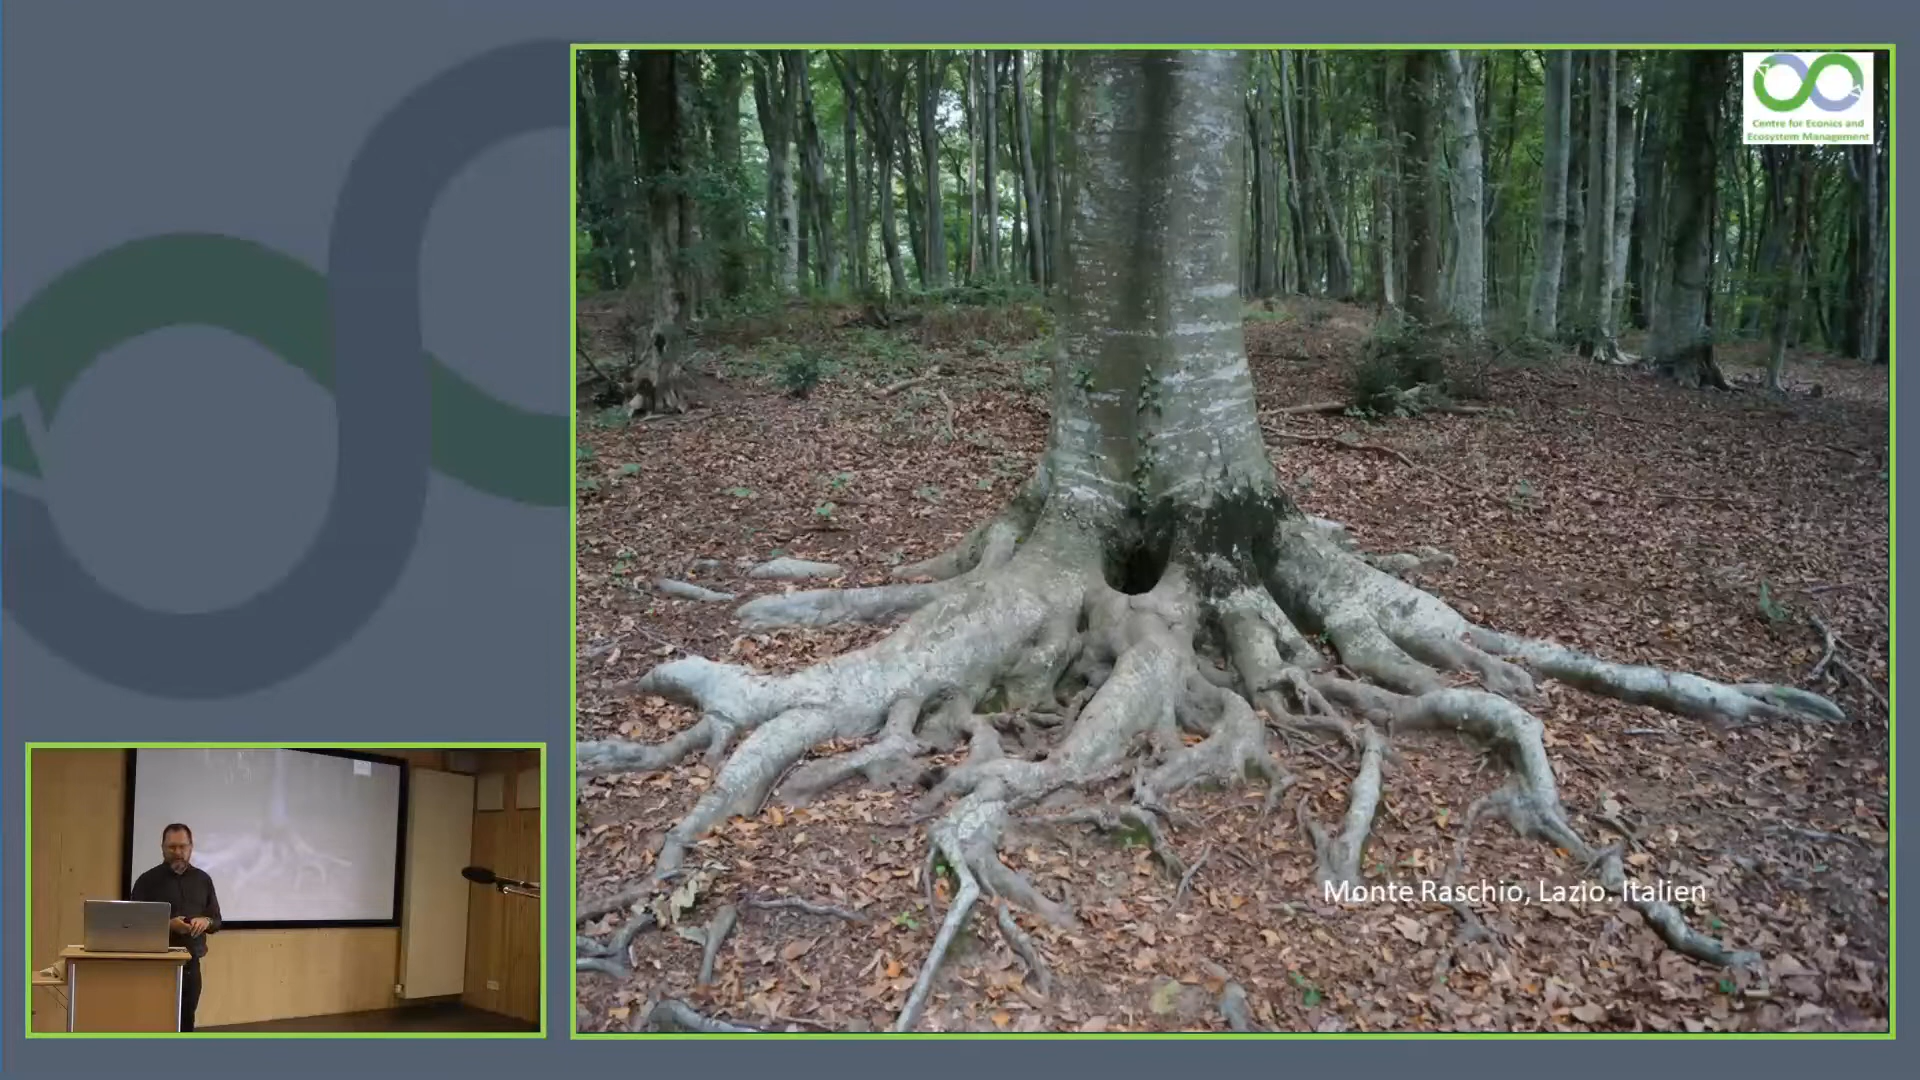 Centre for Econics and
Ecosystem Management
Monte Raschio, Lazio. Italien